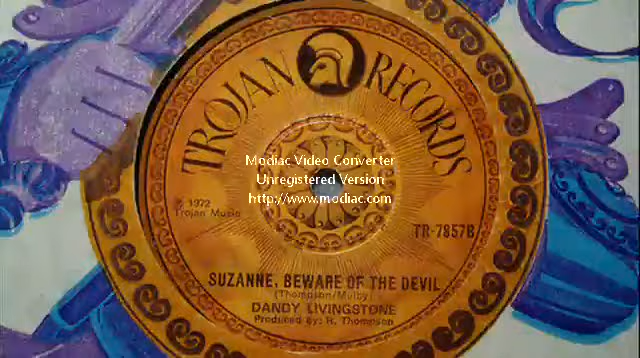 TROJAN RECORDS
Modiac Video Converter
Unregistered Version
http://www.modiac.com
℗ 1972
Trojan Music
TR-7857B
SUZANNE, BEWARE OF THE DEVIL
(Thompson/Mulby)
DANDY LIVINGSTONE
Produced by: R. Thompson